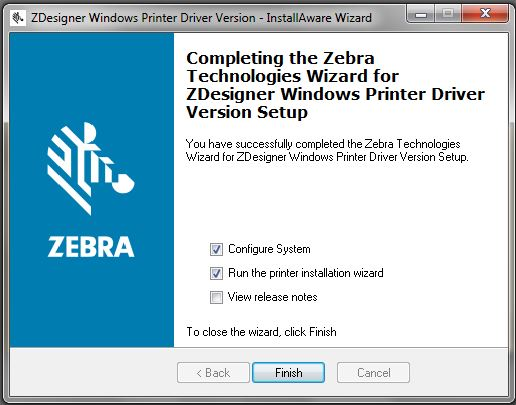 ZDesigner Windows Printer Driver Version - InstallAware Wizard
Completing the Zebra
Technologies Wizard for
ZDesigner Windows Printer Driver
Version Setup
You have successfully completed the Zebra Technologies
Wizard for ZDesigner Windows Printer Driver Version Setup.
ZEBRA
Configure System
Run the printer installation wizard
View release notes
To close the wizard, click Finish
< Back
Finish
Cancel